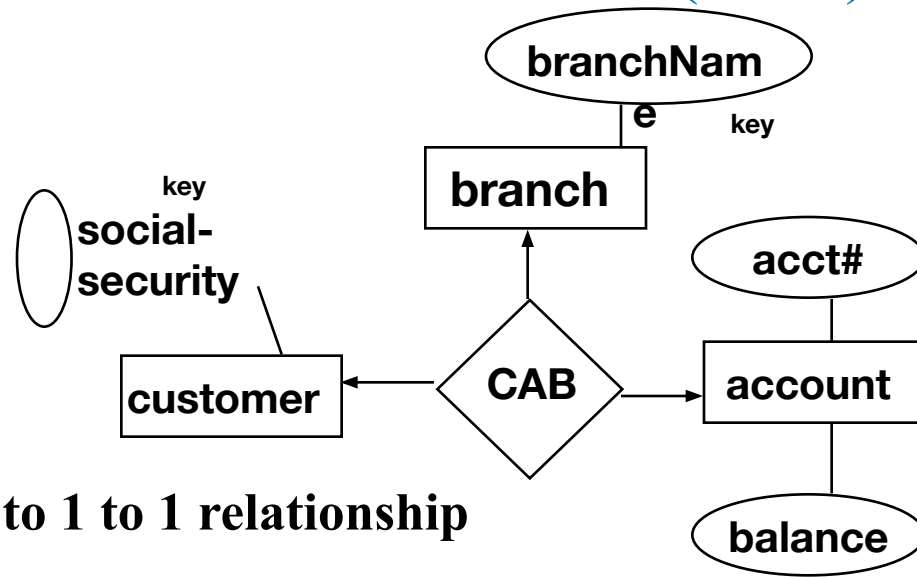 branchNam
e
key
branch
key
social-
security
acct#
customer
CAB
account
to 1 to 1 relationship
balance